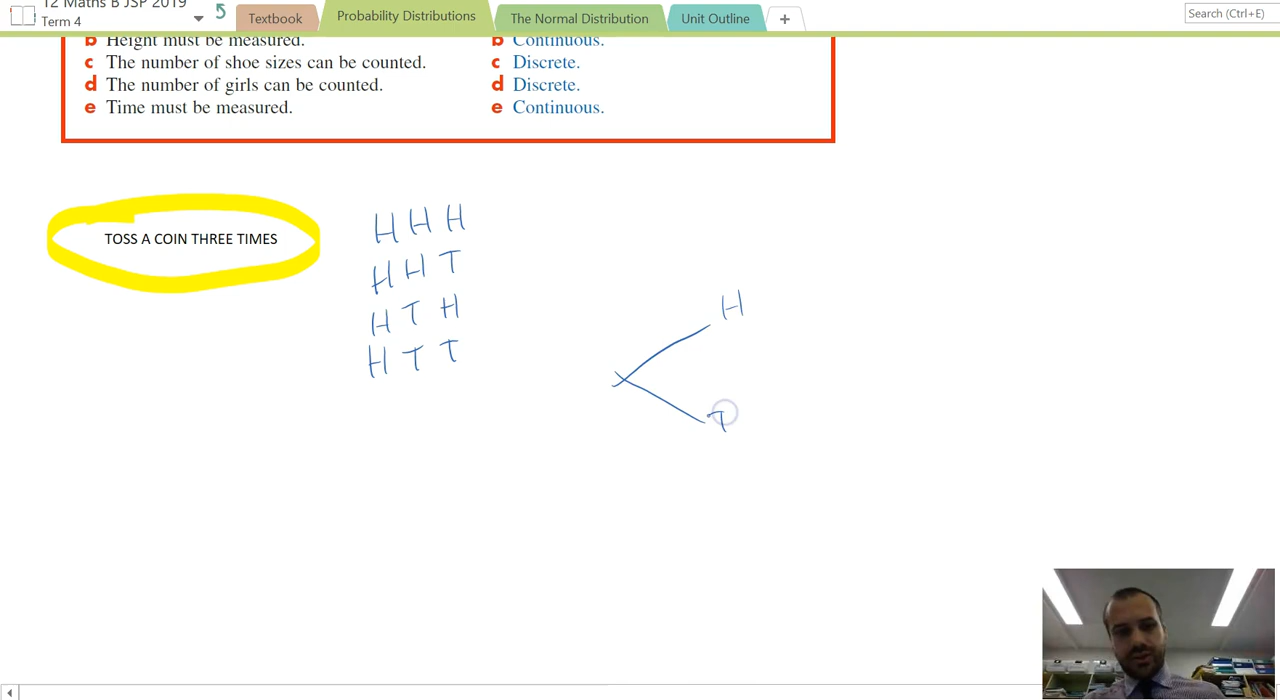 12 Maths B JSP 2019
Term 4
Textbook
Probability Distributions
The Normal Distribution
Unit Outline
+
Search (Ctrl+E)
b Height must be measured.
b Continuous.
c The number of shoe sizes can be counted.
c Discrete.
d The number of girls can be counted.
d Discrete.
e Time must be measured.
e Continuous.
TOSS A COIN THREE TIMES
H H H
H H T
H T H
H T T
H
T